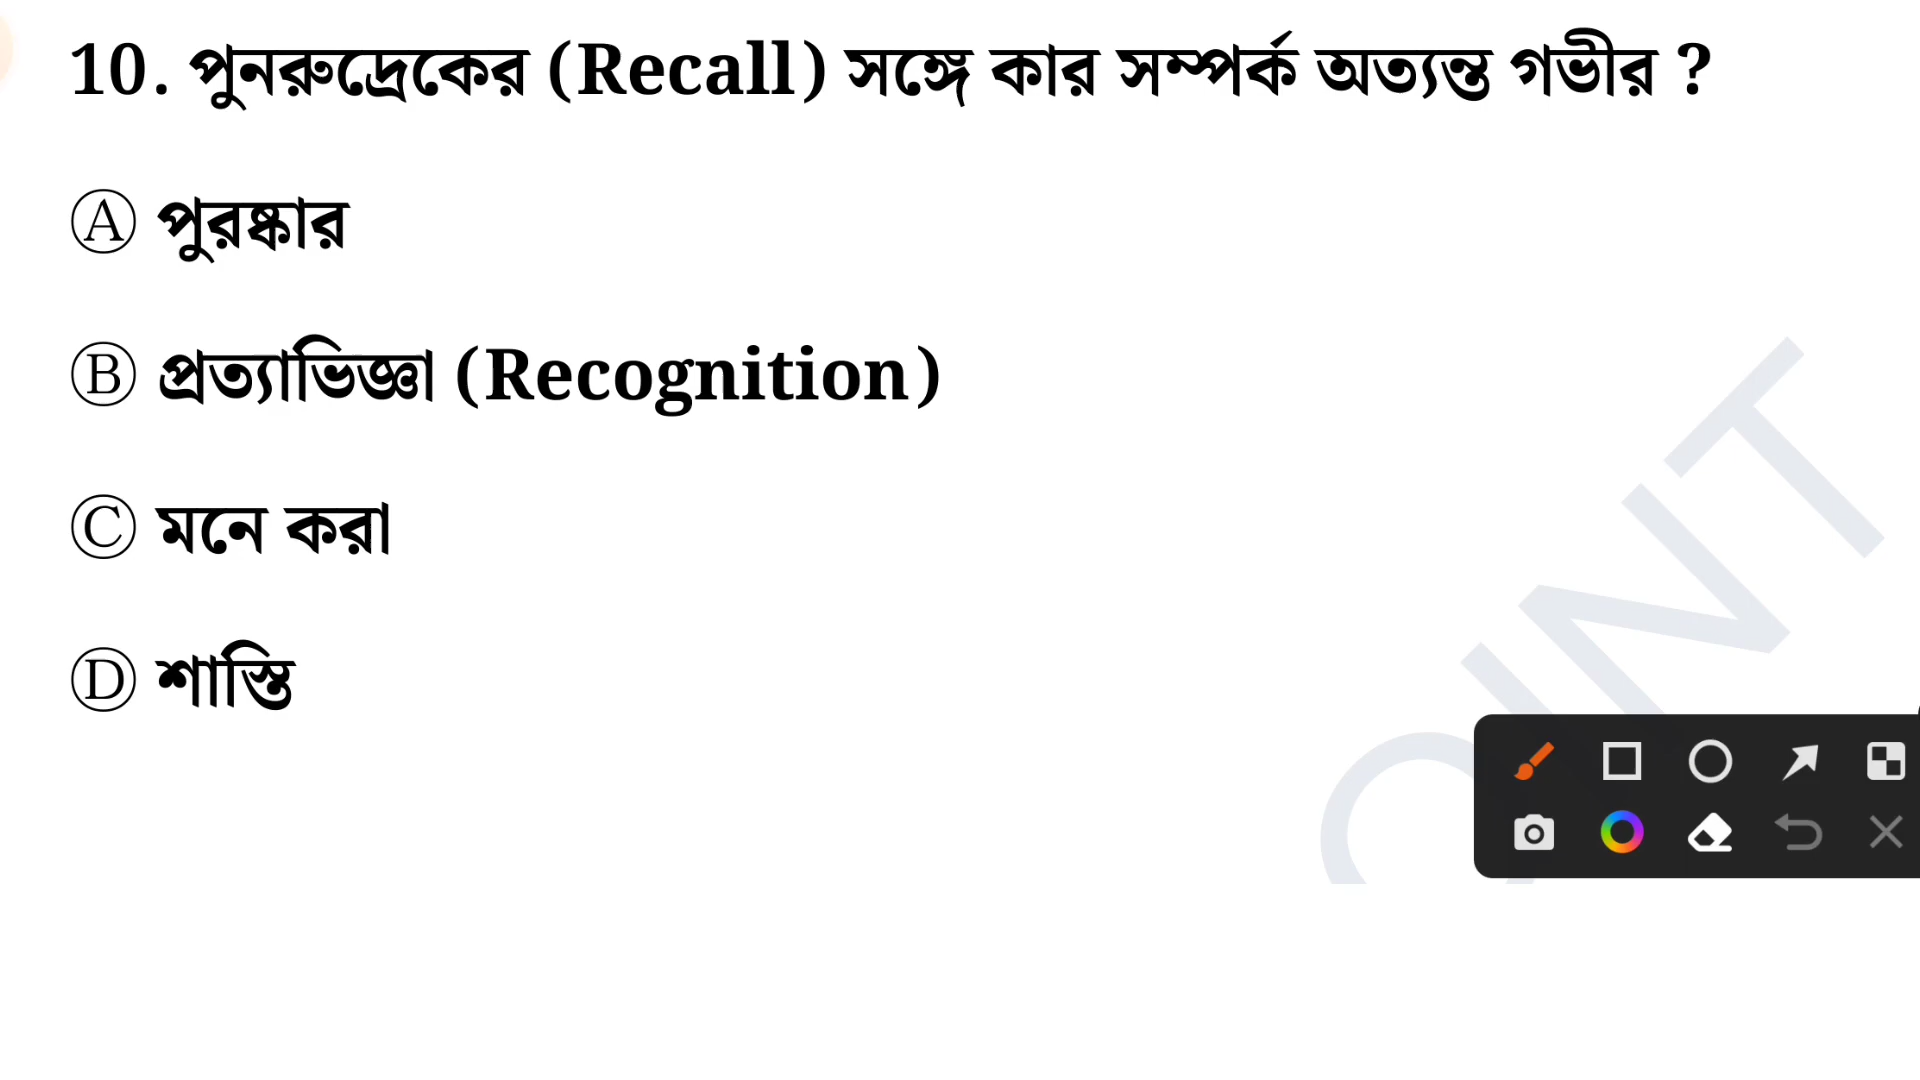 10. পুনরুদ্রেকের (Recall) সঙ্গে কার সম্পর্ক অত্যন্ত গভীর ?
Ⓐ পুরষ্কার
Ⓑ প্রত্যাভিজ্ঞা (Recognition)
Ⓒ মনে করা
Ⓓ শাস্তি